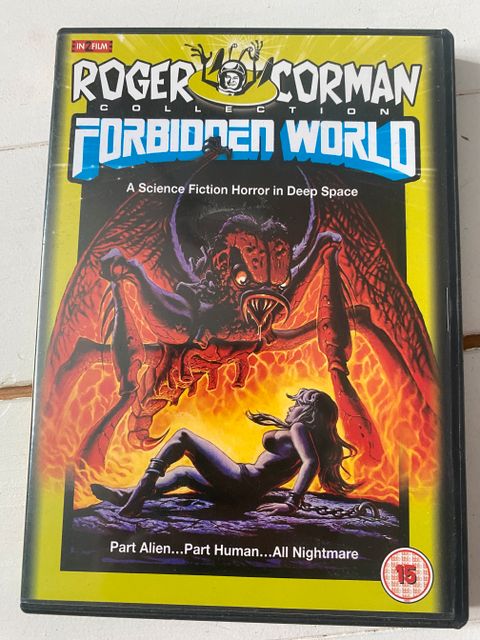 IN2FILM
ROGER CORMAN
COLLECTION
FORBIDDEN WORLD
A Science Fiction Horror in Deep Space
Part Alien...Part Human...All Nightmare
15